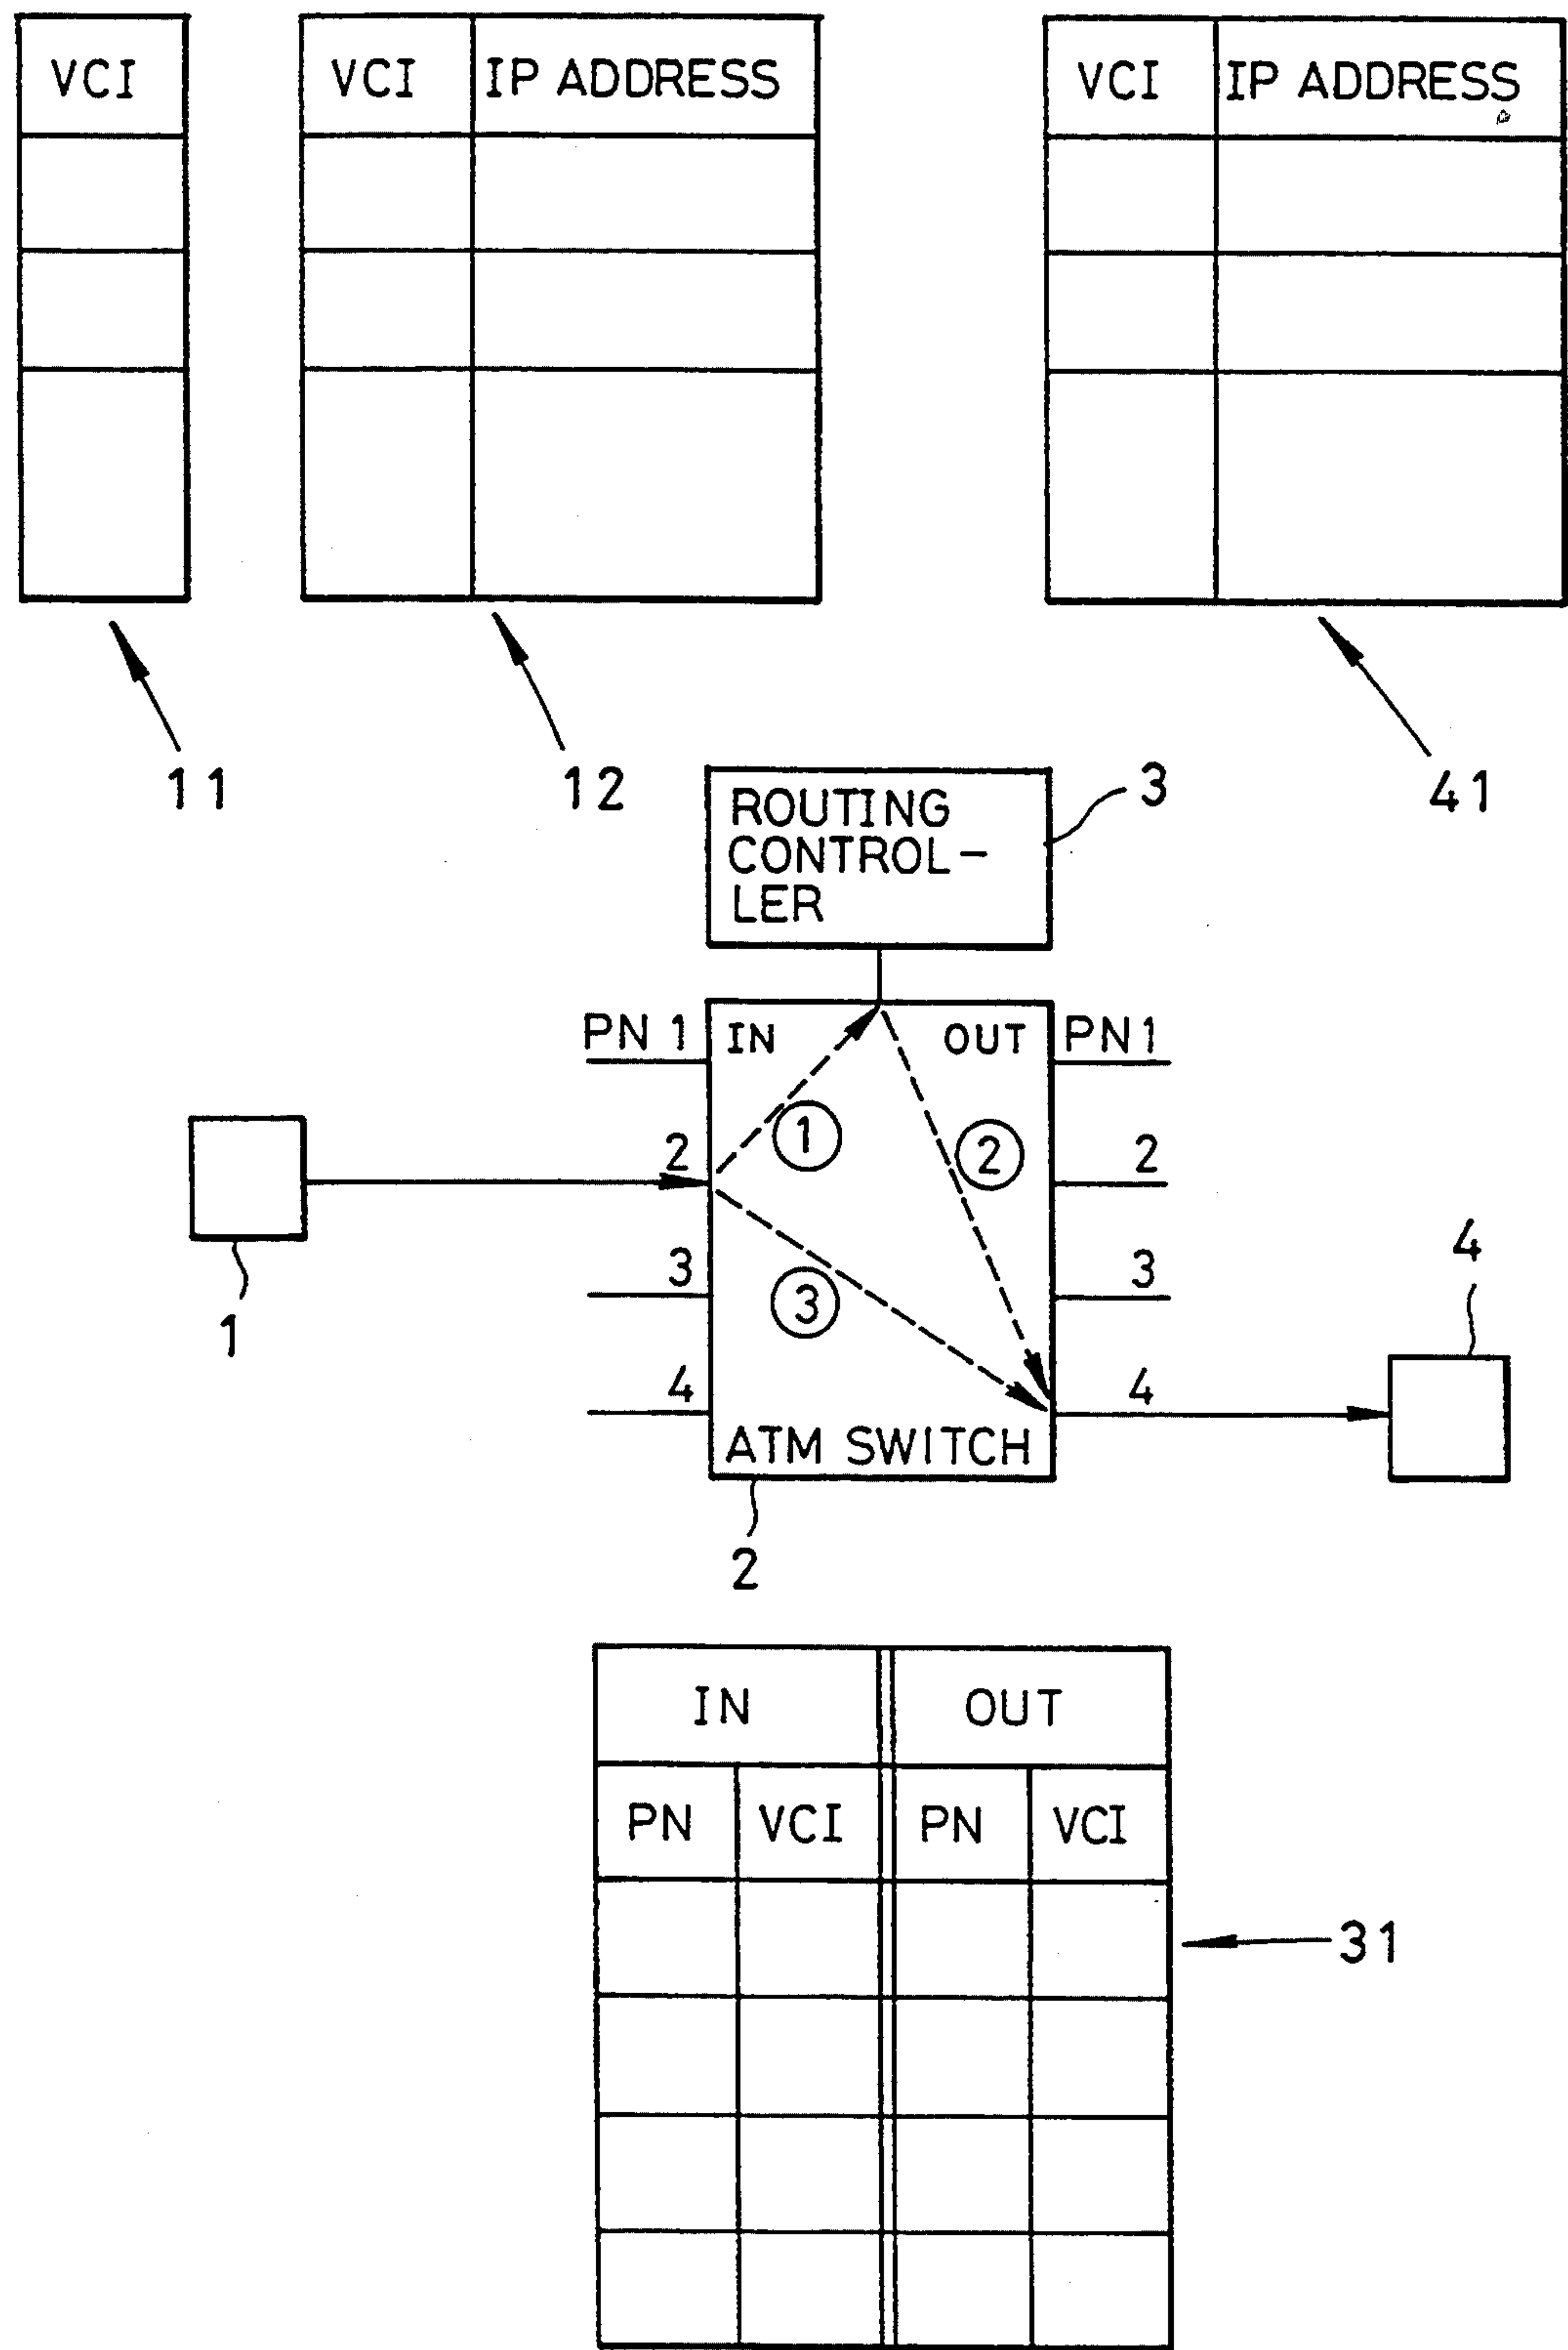 VCI
VCI IP ADDRESS
VCI IP ADDRESS
11
12
41
ROUTING
CONTROL-
LER
3
PN 1
IN
OUT
PN 1
1
2
2
2
3
3
3
4
4
4
1
ATM SWITCH
2
IN OUT
PN VCI PN VCI
31